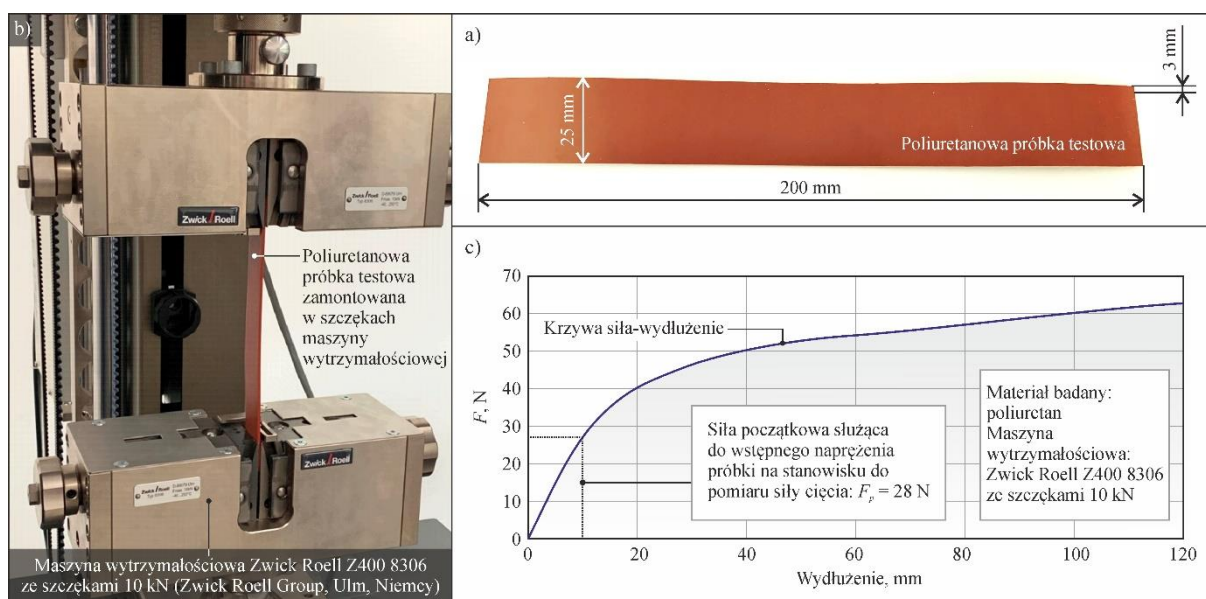 b)
Zwick Roell
Zwick Roell
Poliuretanowa
próbka testowa
zamontowana
w szczękach
maszyny
wytrzymałościowej
Zwick Roell
Zwick Roell
Maszyna wytrzymałościowa Zwick Roell Z400 8306
ze szczękami 10 kN (Zwick Roell Group, Ulm, Niemcy)
a)
25 mm
3 mm
Poliuretanowa próbka testowa
200 mm
c)
F, N
70
60
50
40
30
20
10
0
Krzywa siła-wydłużenie
Siła początkowa służąca
do wstępnego naprężenia
próbki na stanowisku do
pomiaru siły cięcia: Fp = 28 N
Materiał badany:
poliuretan
Maszyna
wytrzymałościowa:
Zwick Roell Z400 8306
ze szczękami 10 kN
0 20 40 60 80 100 120
Wydłużenie, mm